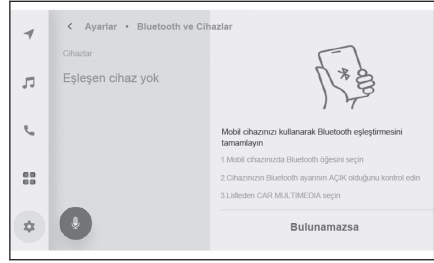 Ayarlar • Bluetooth ve Cihazlar
Cihazlar
Eşleşen cihaz yok
Mobil cihazınızı kullanarak Bluetooth eşleştirmesini
tamamlayın
1.Mobil cihazınızda Bluetooth öğesini seçin
2.Cihazınızın Bluetooth ayarının AÇIK olduğunu kontrol edin
3.Listeden CAR MULTIMEDIA seçin
Bulunamazsa